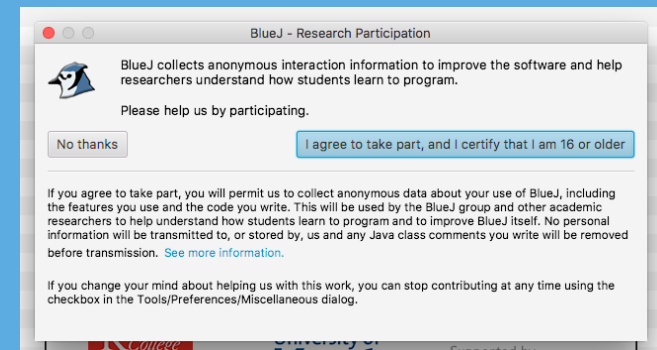 BlueJ - Research Participation
BlueJ collects anonymous interaction information to improve the software and help
researchers understand how students learn to program.
Please help us by participating.
No thanks
I agree to take part, and I certify that I am 16 or older
If you agree to take part, you will permit us to collect anonymous data about your use of BlueJ, including
the features you use and the code you write. This will be used by the BlueJ group and other academic
researchers to help understand how students learn to program and to improve BlueJ itself. No personal
information will be transmitted to, or stored by, us and any Java class comments you write will be removed
before transmission. See more information.
If you change your mind about helping us with this work, you can stop contributing at any time using the
checkbox in the Tools/Preferences/Miscellaneous dialog.
College
University of
Supported by